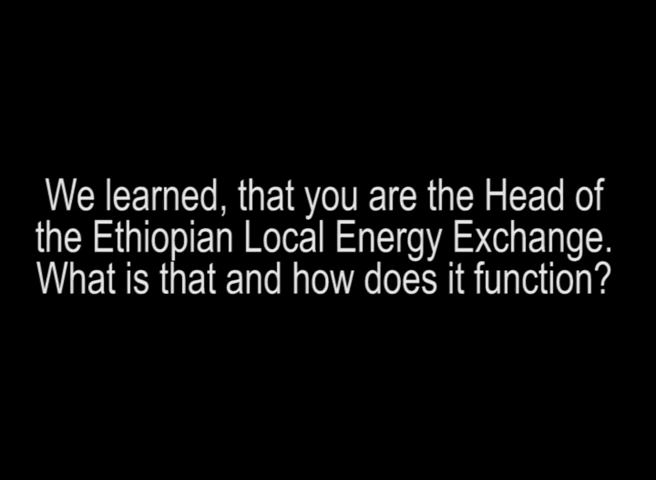 We learned, that you are the Head of
the Ethiopian Local Energy Exchange.
What is that and how does it function?